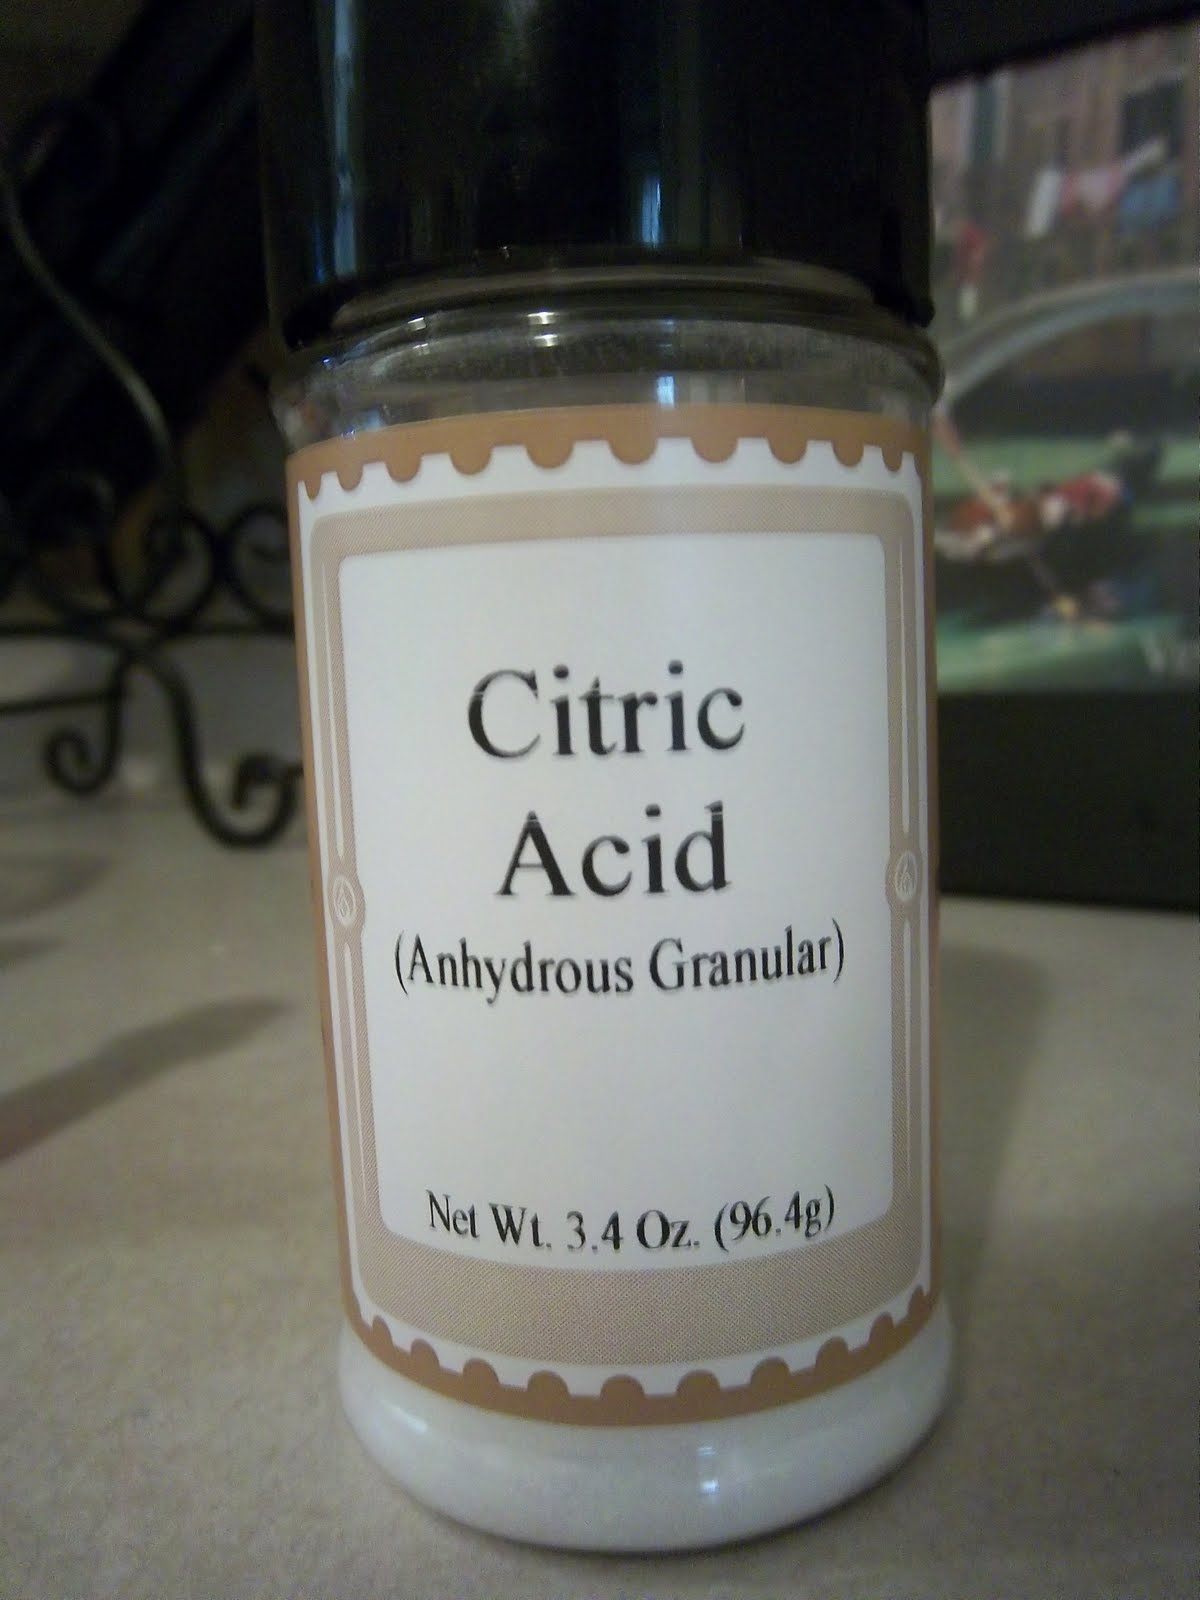 Citric
Acid
(Anhydrous Granular)
Net Wt. 3.4 Oz. (96.4g)